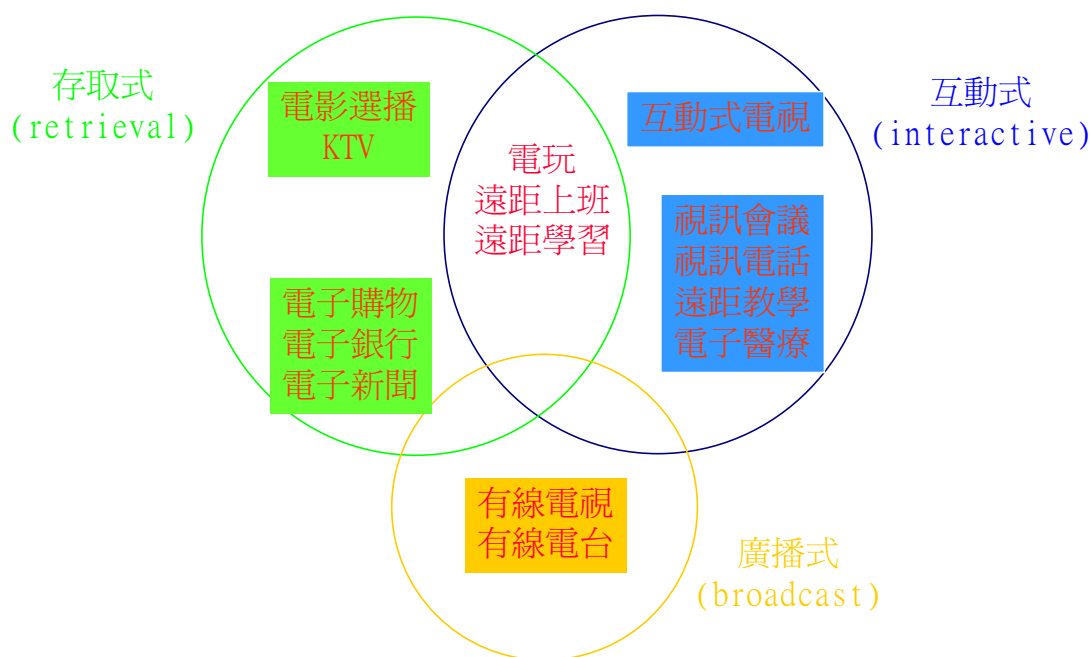 存取式
(retrieval)
電影選播
KTV
電子購物
電子銀行
電子新聞
電玩
遠距上班
遠距學習
互動式電視
視訊會議
視訊電話
遠距教學
電子醫療
互動式
(interactive)
有線電視
有線電台
廣播式
(broadcast)